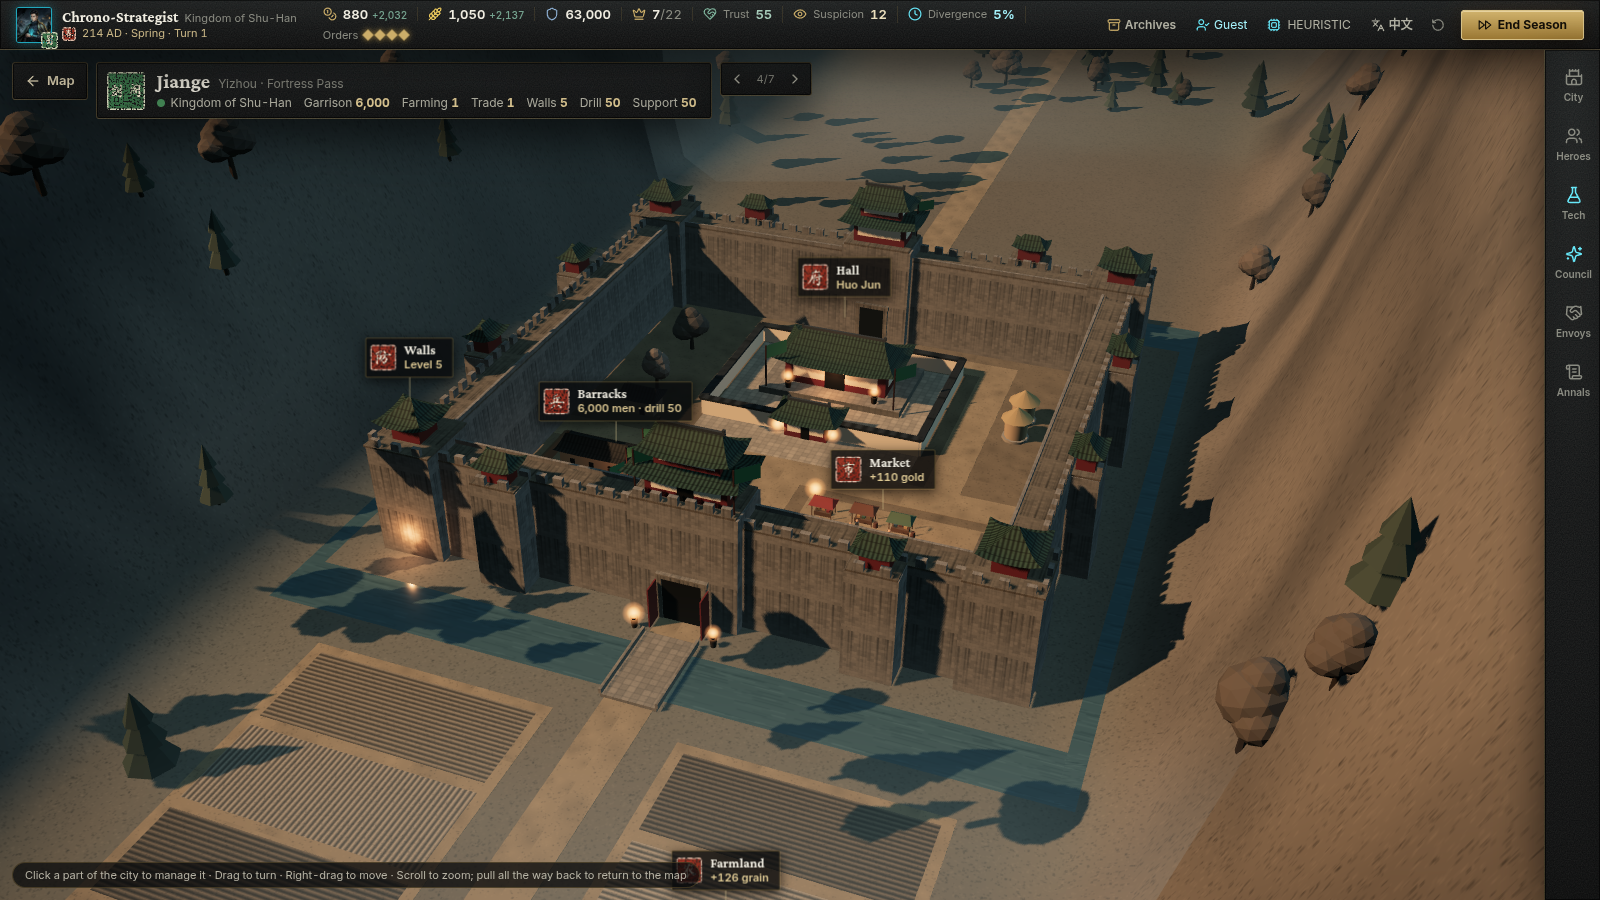 Chrono-Strategist Kingdom of Shu-Han
214 AD · Spring · Turn 1
880 +2,032
1,050 +2,137
63,000
7/22
Trust 55
Suspicion 12
Divergence 5%
Orders
Archives
Guest
HEURISTIC
中文
End Season
Map
Jiange Yizhou · Fortress Pass
Kingdom of Shu-Han Garrison 6,000 Farming 1 Trade 1 Walls 5 Drill 50 Support 50
4/7
City
Heroes
Tech
Council
Envoys
Annals
府
Hall
Huo Jun
Walls
Level 5
Barracks
6,000 men · drill 50
市
Market
+110 gold
Farmland
+126 grain
Click a part of the city to manage it · Drag to turn · Right-drag to move · Scroll to zoom; pull all the way back to return to the map